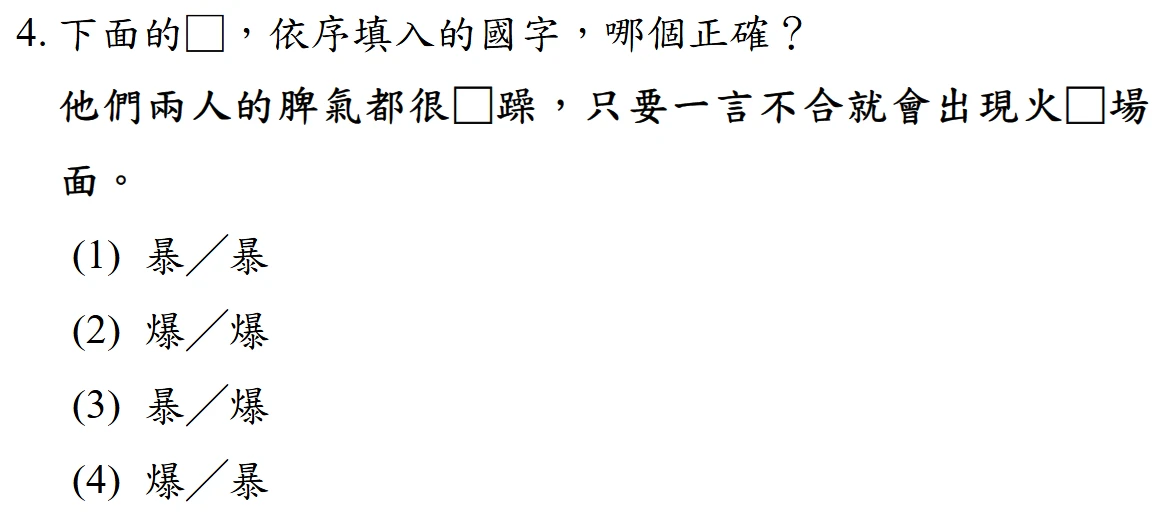 4. 下面的□，依序填入的國字，哪個正確？
他們兩人的脾氣都很□躁，只要一言不合就會出現火□場
面。
(1) 暴／暴
(2) 爆／爆
(3) 暴／爆
(4) 爆／暴